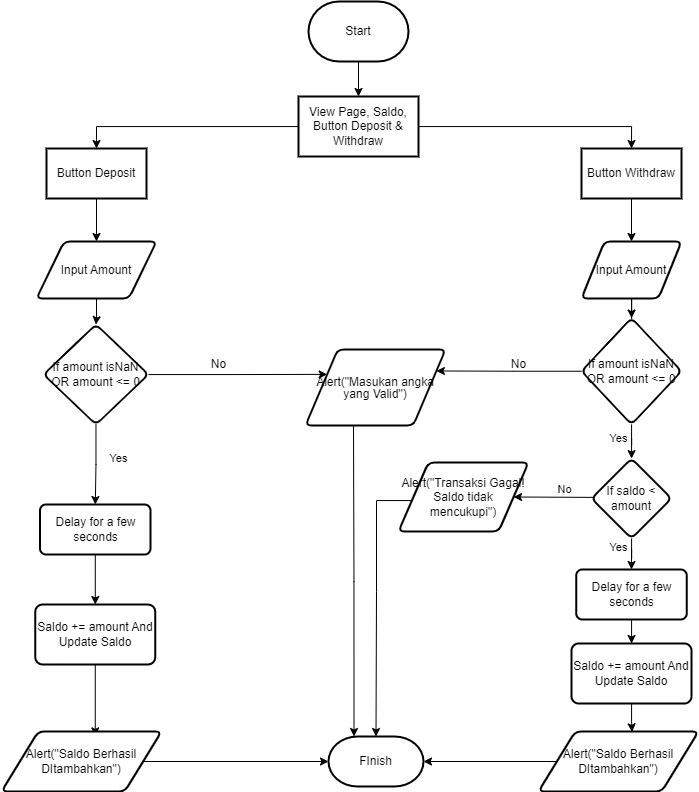 Start
View Page, Saldo,
Button Deposit &
Withdraw
Button Deposit
Button Withdraw
Input Amount
Input Amount
If amount isNaN
OR amount <= 0
No
Alert("Masukan angka
yang Valid")
No
If amount isNaN
OR amount <= 0
Yes
Yes
Alert("Transaksi Gagal!
Saldo tidak
mencukupi")
No
If saldo <
amount
Delay for a few
seconds
Yes
Delay for a few
seconds
Saldo += amount And
Update Saldo
Saldo += amount And
Update Saldo
Alert("Saldo Berhasil
DItambahkan")
FInish
Alert("Saldo Berhasil
DItambahkan")